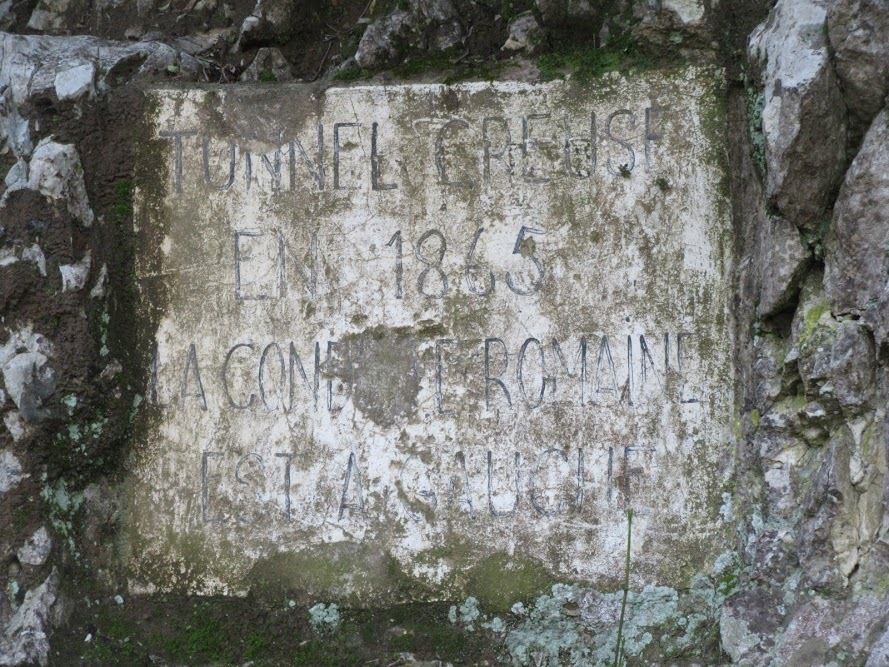 TUNNEL CREUSE
EN 1865
LA ROMAINE
EST A GAUCHE